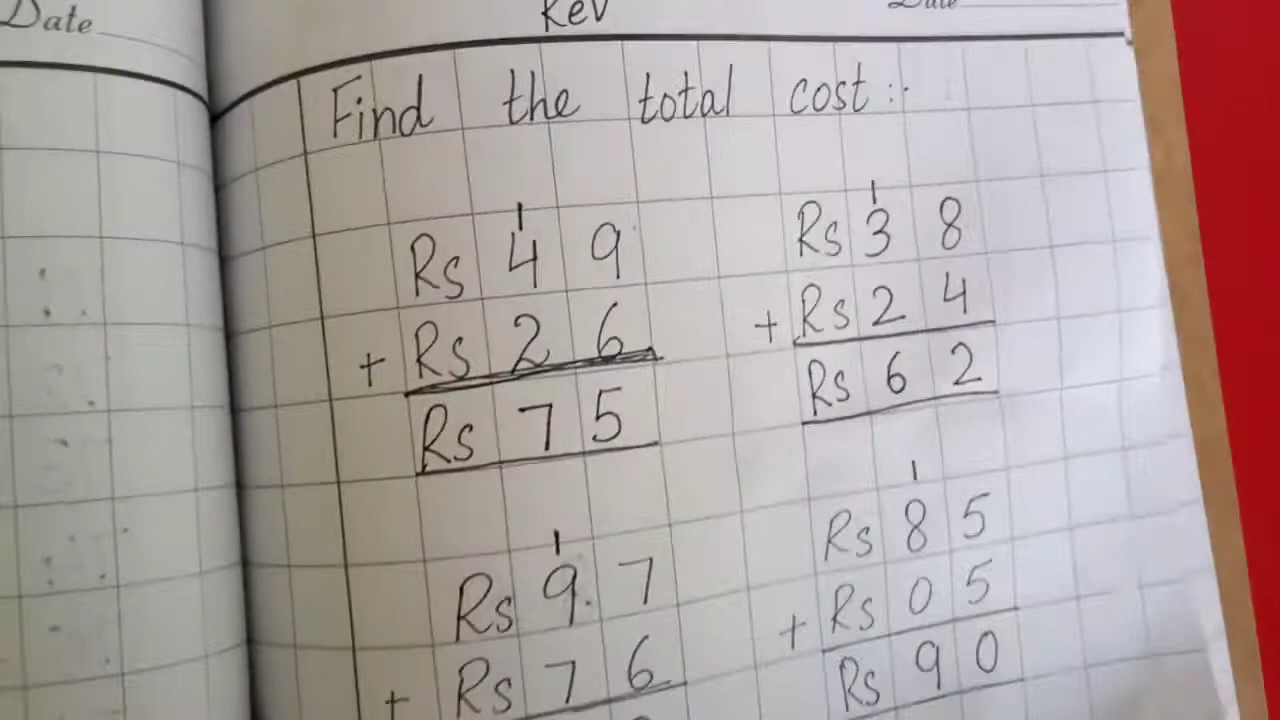 Date
Rev
Date
Find the total cost :-
1
Rs 4 9
+ Rs 2 6
Rs 7 5
1
Rs 3 8
+ Rs 2 4
Rs 6 2
1
Rs 9. 7
+ Rs 7 6
1
Rs 8 5
+ Rs 0 5
Rs 9 0